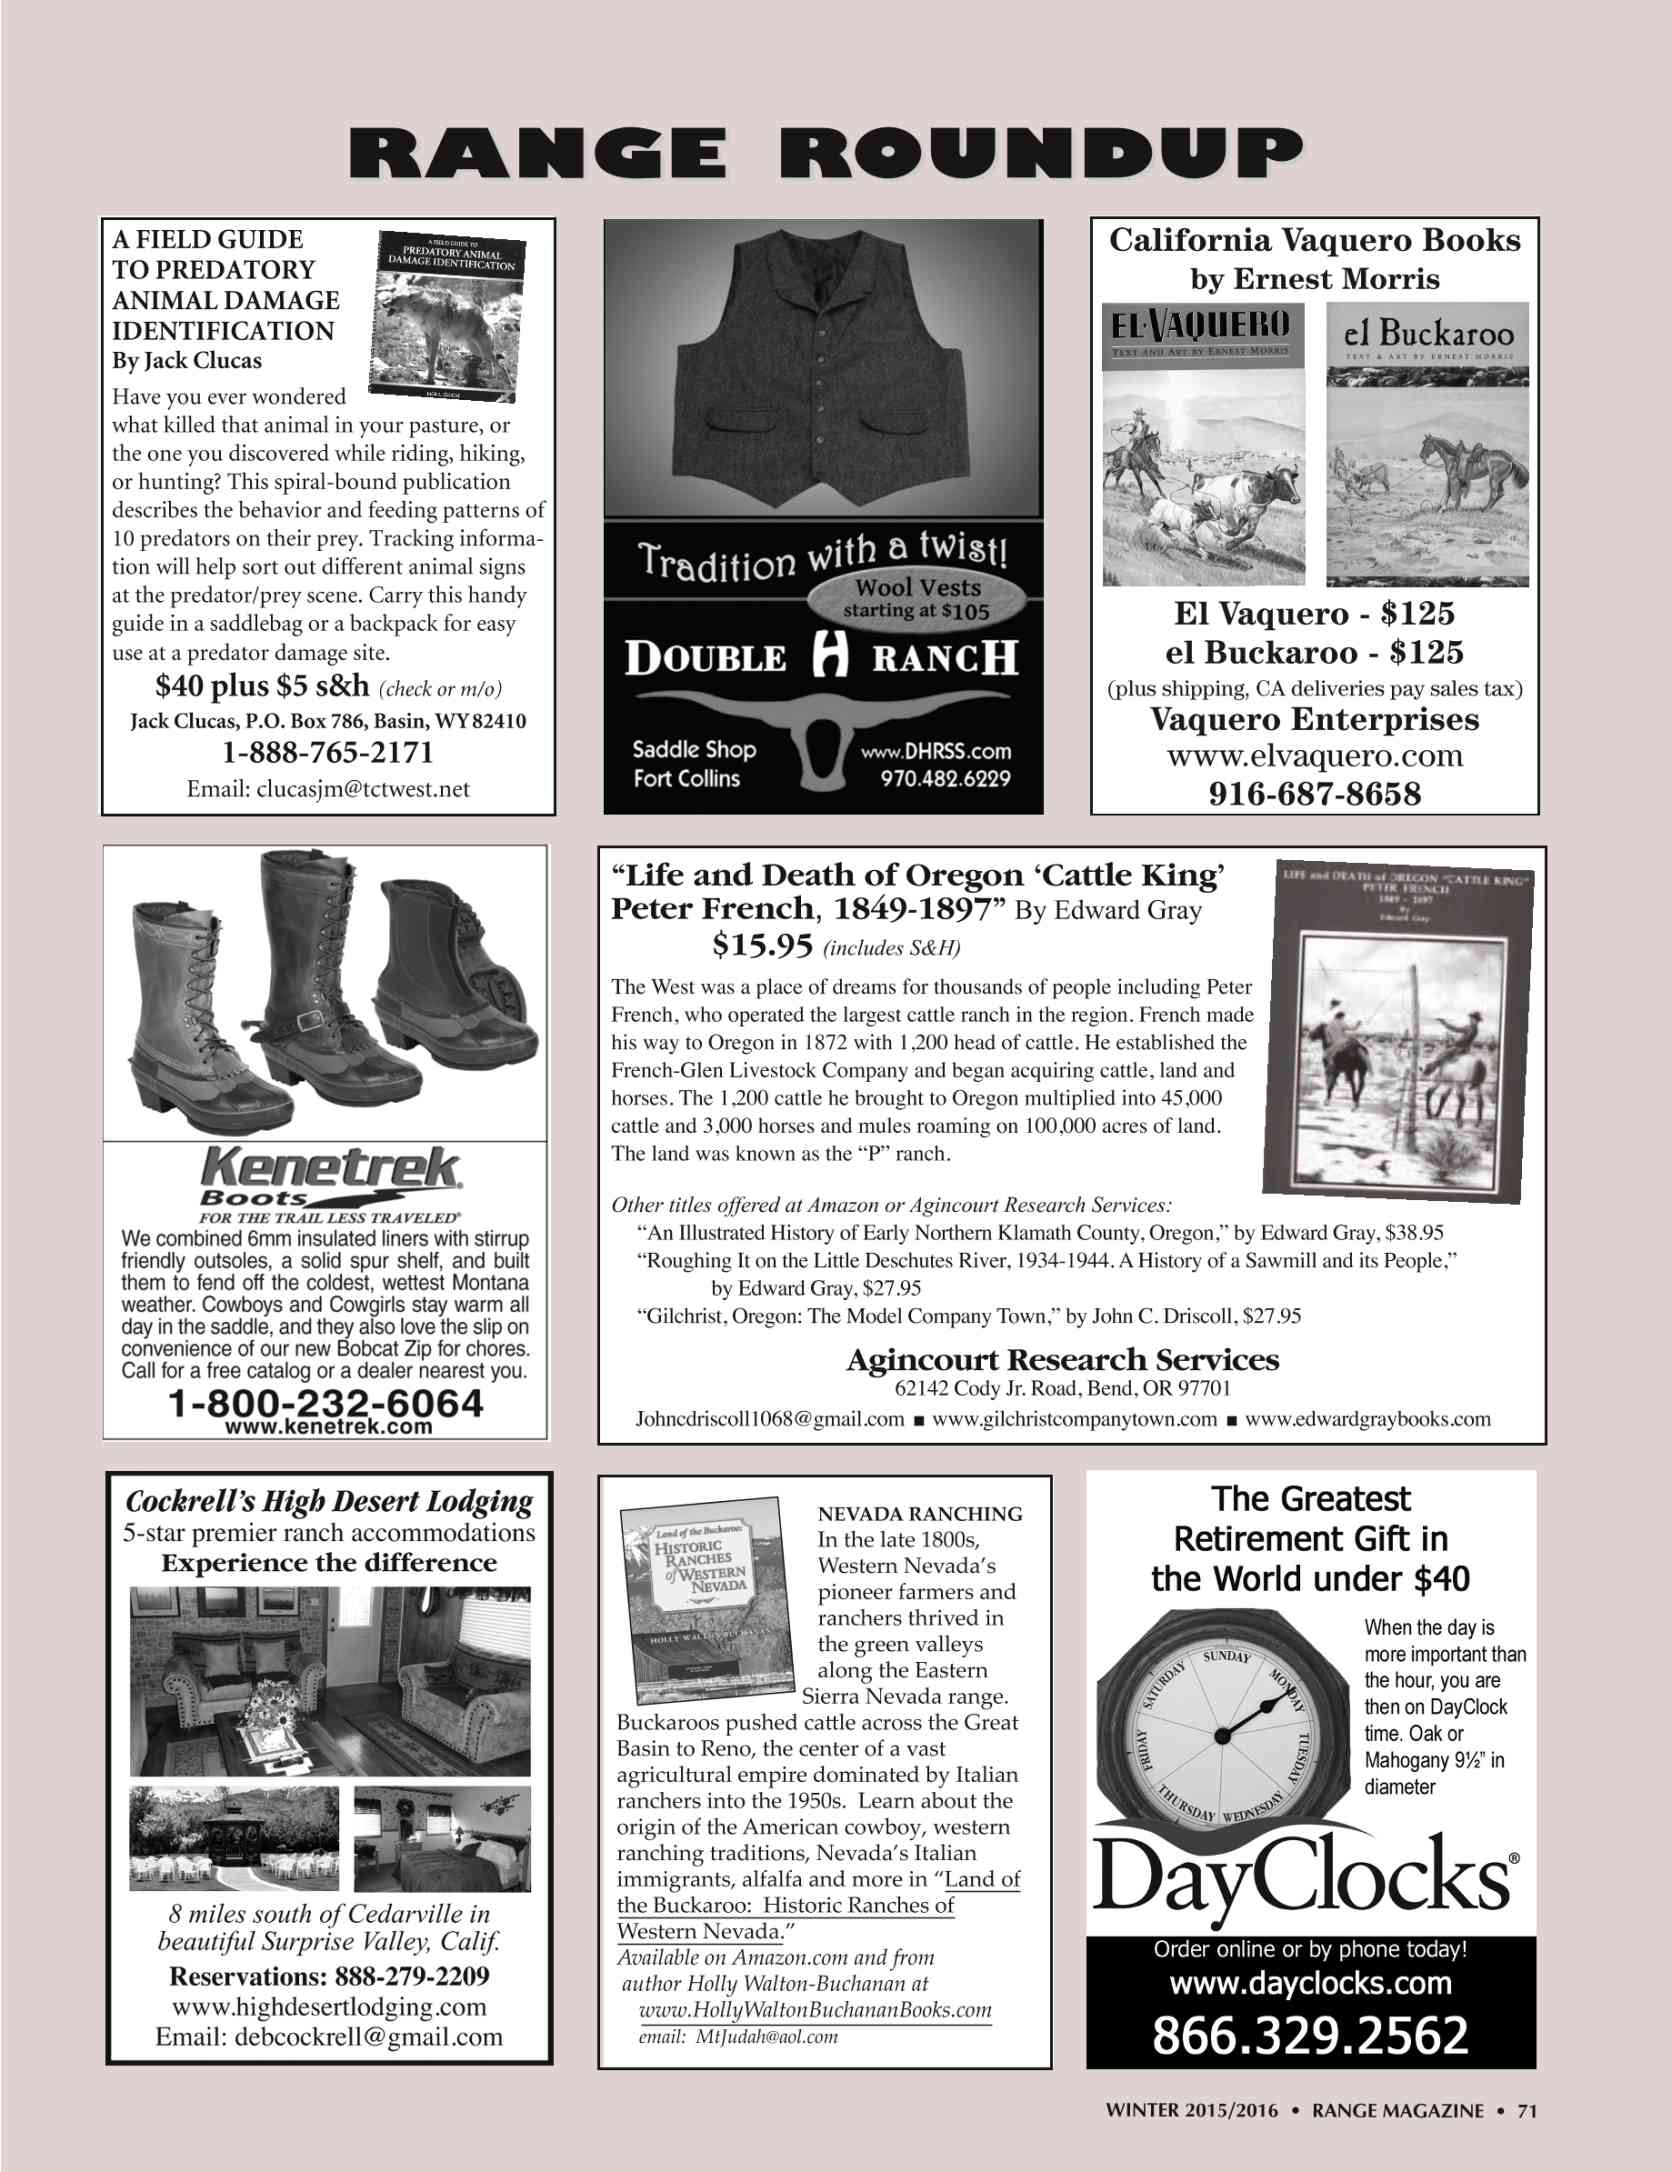 RANGE ROUNDUP
A FIELD GUIDE
TO PREDATORY
ANIMAL DAMAGE
IDENTIFICATION
By Jack Clucas
A FIELD GUIDE TO
PREDATORY ANIMAL
DAMAGE IDENTIFICATION
Have you ever wondered
what killed that animal in your pasture, or
the one you discovered while riding, hiking,
or hunting? This spiral-bound publication
describes the behavior and feeding patterns of
10 predators on their prey. Tracking informa-
tion will help sort out different animal signs
at the predator/prey scene. Carry this handy
guide in a saddlebag or a backpack for easy
use at a predator damage site.
$40 plus $5 s&h (check or m/o)
Jack Clucas, P.O. Box 786, Basin, WY 82410
1-888-765-2171
Email: clucasjm@tctwest.net
Tradition with a twist!
Wool Vests
starting at $105
DOUBLE H RANCH
Saddle Shop
Fort Collins
www.DHRSS.com
970.482.6229
California Vaquero Books
by Ernest Morris
EL·VAQUERO
TEXT AND ART BY ERNEST MORRIS
el Buckaroo
TEXT & ART BY ERNEST MORRIS
El Vaquero - $125
el Buckaroo - $125
(plus shipping, CA deliveries pay sales tax)
Vaquero Enterprises
www.elvaquero.com
916-687-8658
Kenetrek®
Boots
FOR THE TRAIL LESS TRAVELED®
We combined 6mm insulated liners with stirrup
friendly outsoles, a solid spur shelf, and built
them to fend off the coldest, wettest Montana
weather. Cowboys and Cowgirls stay warm all
day in the saddle, and they also love the slip on
convenience of our new Bobcat Zip for chores.
Call for a free catalog or a dealer nearest you.
1-800-232-6064
www.kenetrek.com
“Life and Death of Oregon ‘Cattle King’
Peter French, 1849-1897” By Edward Gray
$15.95 (includes S&H)
LIFE and DEATH of OREGON "CATTLE KING"
PETER FRENCH
1849 - 1897
By
Edward Gray
The West was a place of dreams for thousands of people including Peter
French, who operated the largest cattle ranch in the region. French made
his way to Oregon in 1872 with 1,200 head of cattle. He established the
French-Glen Livestock Company and began acquiring cattle, land and
horses. The 1,200 cattle he brought to Oregon multiplied into 45,000
cattle and 3,000 horses and mules roaming on 100,000 acres of land.
The land was known as the “P” ranch.
Other titles offered at Amazon or Agincourt Research Services:
“An Illustrated History of Early Northern Klamath County, Oregon,” by Edward Gray, $38.95
“Roughing It on the Little Deschutes River, 1934-1944. A History of a Sawmill and its People,”
by Edward Gray, $27.95
“Gilchrist, Oregon: The Model Company Town,” by John C. Driscoll, $27.95
Agincourt Research Services
62142 Cody Jr. Road, Bend, OR 97701
Johncdriscoll1068@gmail.com ■ www.gilchristcompanytown.com ■ www.edwardgraybooks.com
Cockrell’s High Desert Lodging
5-star premier ranch accommodations
Experience the difference
8 miles south of Cedarville in
beautiful Surprise Valley, Calif.
Reservations: 888-279-2209
www.highdesertlodging.com
Email: debcockrell@gmail.com
Land of the Buckaroo:
HISTORIC
RANCHES
of WESTERN
NEVADA
HOLLY WALTON-BUCHANAN
NEVADA RANCHING
In the late 1800s,
Western Nevada’s
pioneer farmers and
ranchers thrived in
the green valleys
along the Eastern
Sierra Nevada range.
Buckaroos pushed cattle across the Great
Basin to Reno, the center of a vast
agricultural empire dominated by Italian
ranchers into the 1950s. Learn about the
origin of the American cowboy, western
ranching traditions, Nevada’s Italian
immigrants, alfalfa and more in “Land of
the Buckaroo: Historic Ranches of
Western Nevada.”
Available on Amazon.com and from
author Holly Walton-Buchanan at
www.HollyWaltonBuchananBooks.com
email: MtJudah@aol.com
The Greatest
Retirement Gift in
the World under $40
SUNDAY
MONDAY
TUESDAY
WEDNESDAY
THURSDAY
FRIDAY
SATURDAY
When the day is
more important than
the hour, you are
then on DayClock
time. Oak or
Mahogany 9½” in
diameter
DayClocks®
Order online or by phone today!
www.dayclocks.com
866.329.2562
WINTER 2015/2016 • RANGE MAGAZINE • 71